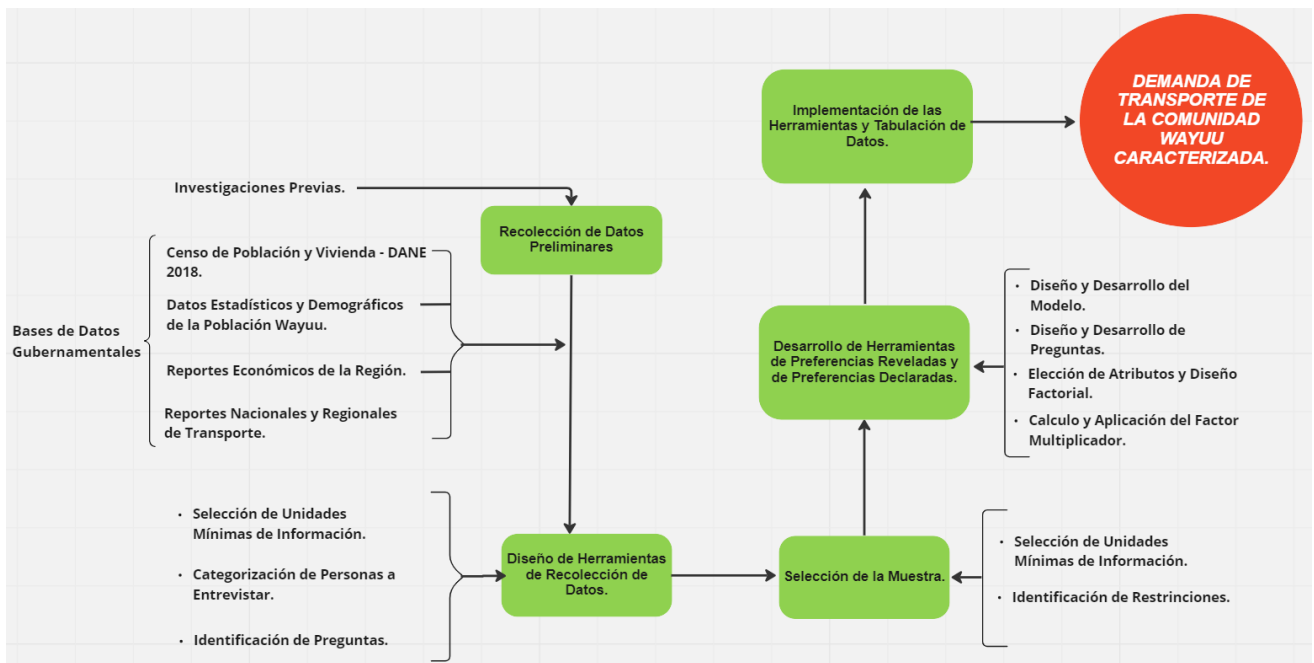 Investigaciones Previas.
Recolección de Datos
Preliminares
Bases de Datos
Gubernamentales
Censo de Población y Vivienda - DANE
2018.
Datos Estadísticos y Demográficos
de la Población Wayuu.
Reportes Económicos de la Región.
Reportes Nacionales y Regionales
de Transporte.
· Selección de Unidades
Mínimas de Información.
· Categorización de Personas a
Entrevistar.
· Identificación de Preguntas.
Diseño de Herramientas
de Recolección de
Datos.
Selección de la Muestra.
· Selección de Unidades
Mínimas de Información.
· Identificación de Restrinciones.
Desarrollo de Herramientas
de Preferencias Reveladas y
de Preferencias Declaradas.
· Diseño y Desarrollo del
Modelo.
· Diseño y Desarrollo de
Preguntas.
· Elección de Atributos y Diseño
Factorial.
· Calculo y Aplicación del Factor
Multiplicador.
Implementación de las
Herramientas y Tabulación de
Datos.
DEMANDA DE
TRANSPORTE DE
LA COMUNIDAD
WAYUU
CARACTERIZADA.